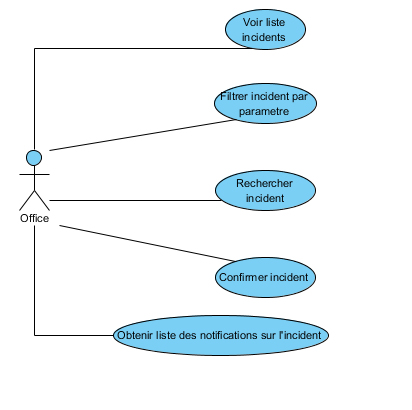 Voir liste
incidents
Filtrer incident par
parametre
Rechercher
incident
Office
Confirmer incident
Obtenir liste des notifications sur l'incident